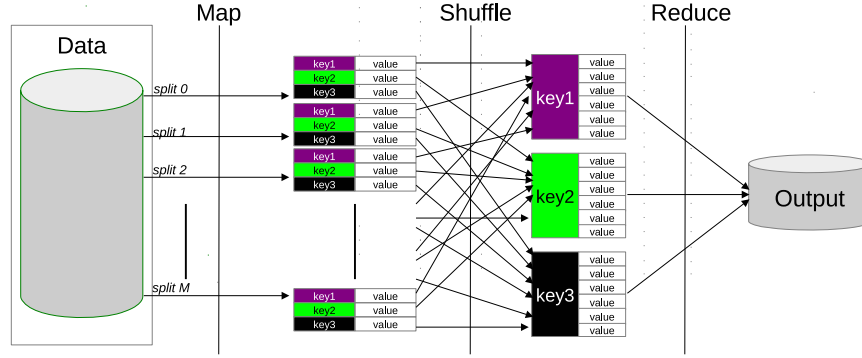 Map
Shuffle
Reduce
Data
split 0
split 1
split 2
split M
key1 value
key2 value
key3 value
key1 value
key2 value
key3 value
key1 value
key2 value
key3 value
key1 value
key2 value
key3 value
key1
value
value
value
value
value
value
key2
value
value
value
value
value
value
key3
value
value
value
value
value
value
Output